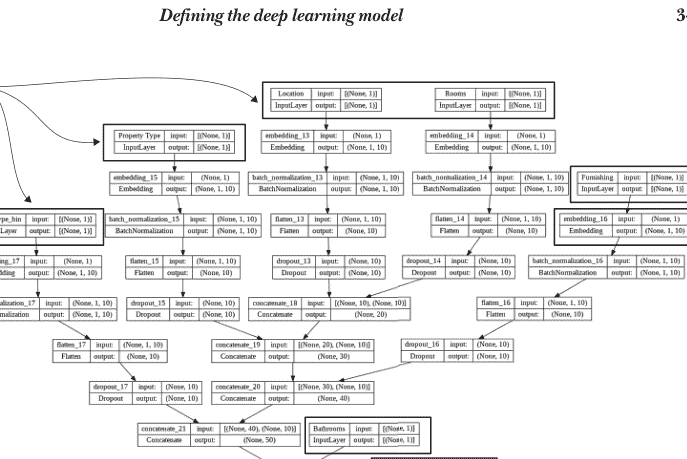 Defining the deep learning model
Location input: [(None, 1)] Rooms input: [(None, 1)]
InputLayer output: [(None, 1)] InputLayer output: [(None, 1)]
Property Type input: [(None, 1)] embedding_13 input: (None, 1) embedding_14 input: (None, 1)
InputLayer output: [(None, 1)] Embedding output: (None, 1, 10) Embedding output: (None, 1, 10)
embedding_15 input: (None, 1) batch_normalization_13 input: (None, 1, 10) batch_normalization_14 input: (None, 1, 10) Furnishing input: [(None, 1)]
Embedding output: (None, 1, 10) BatchNormalization output: (None, 1, 10) BatchNormalization output: (None, 1, 10) InputLayer output: [(None, 1)]
ype_bin input: [(None, 1)] batch_normalization_15 input: (None, 1, 10) flatten_13 input: (None, 1, 10) flatten_14 input: (None, 1, 10) embedding_16 input: (None, 1)
Layer output: [(None, 1)] BatchNormalization output: (None, 1, 10) Flatten output: (None, 10) Flatten output: (None, 10) Embedding output: (None, 1, 10)
ing_17 input: (None, 1) flatten_15 input: (None, 1, 10) dropout_13 input: (None, 10) dropout_14 input: (None, 10) batch_normalization_16 input: (None, 1, 10)
dding output: (None, 1, 10) Flatten output: (None, 10) Dropout output: (None, 10) Dropout output: (None, 10) BatchNormalization output: (None, 1, 10)
alization_17 input: (None, 1, 10) dropout_15 input: (None, 10) concatenate_18 input: [(None, 10), (None, 10)] flatten_16 input: (None, 1, 10)
malization output: (None, 1, 10) Dropout output: (None, 10) Concatenate output: (None, 20) Flatten output: (None, 10)
flatten_17 input: (None, 1, 10) concatenate_19 input: [(None, 20), (None, 10)] dropout_16 input: (None, 10)
Flatten output: (None, 10) Concatenate output: (None, 30) Dropout output: (None, 10)
dropout_17 input: (None, 10) concatenate_20 input: [(None, 30), (None, 10)]
Dropout output: (None, 10) Concatenate output: (None, 40)
concatenate_21 input: [(None, 40), (None, 10)] Bathrooms input: [(None, 1)]
Concatenate output: (None, 50) InputLayer output: [(None, 1)]